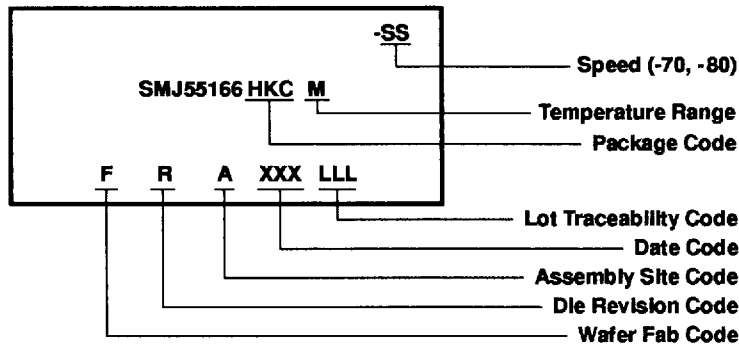 -SS
Speed (-70, -80)
SMJ55166 HKC M
Temperature Range
Package Code
F R A XXX LLL
Lot Traceability Code
Date Code
Assembly Site Code
Die Revision Code
Wafer Fab Code